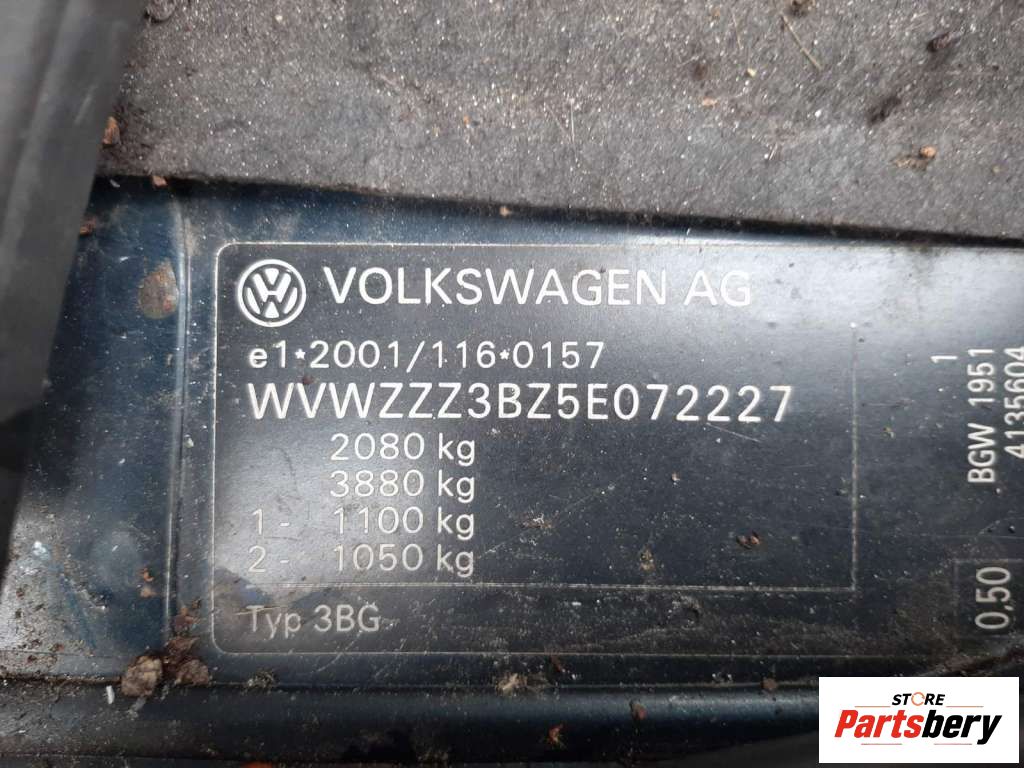 VOLKSWAGEN AG
e1*2001/116*0157
WVWZZZ3BZ5E072227
2080 kg
3880 kg
1 - 1100 kg
2 - 1050 kg
Typ 3BG
1
BGW 1951
4135604
0,50
STORE
Partsbery